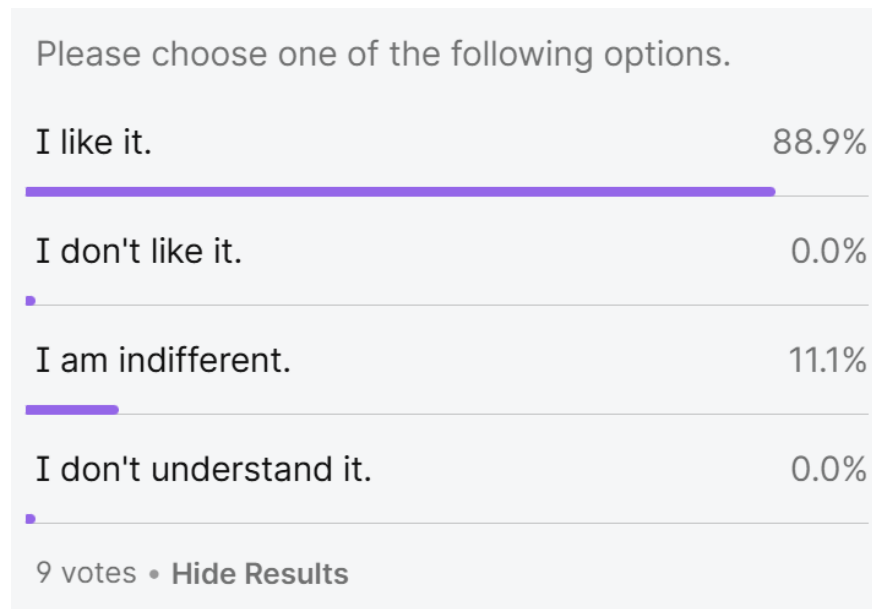 Please choose one of the following options.
I like it. 88.9%
I don't like it. 0.0%
I am indifferent. 11.1%
I don't understand it. 0.0%
9 votes • Hide Results